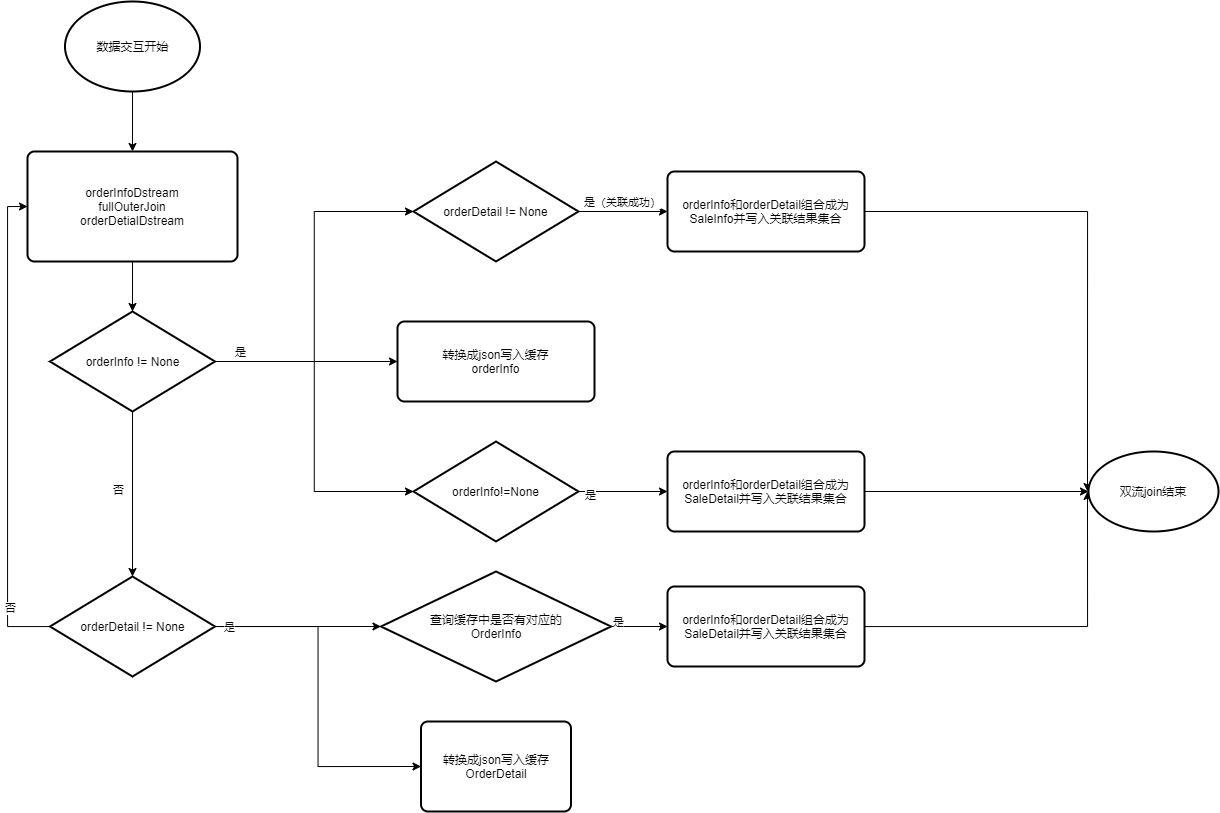 数据交互开始
orderInfoDstream
fullOuterJoin
orderDetialDstream
orderInfo != None
是
否
orderDetail != None
否
是
orderDetail != None
是（关联成功）
orderInfo和orderDetail组合成为
SaleInfo并写入关联结果集合
转换成json写入缓存
orderInfo
orderInfo!=None
是
orderInfo和orderDetail组合成为
SaleDetail并写入关联结果集合
查询缓存中是否有对应的
OrderInfo
是
orderInfo和orderDetail组合成为
SaleDetail并写入关联结果集合
转换成json写入缓存
OrderDetail
双流join结束